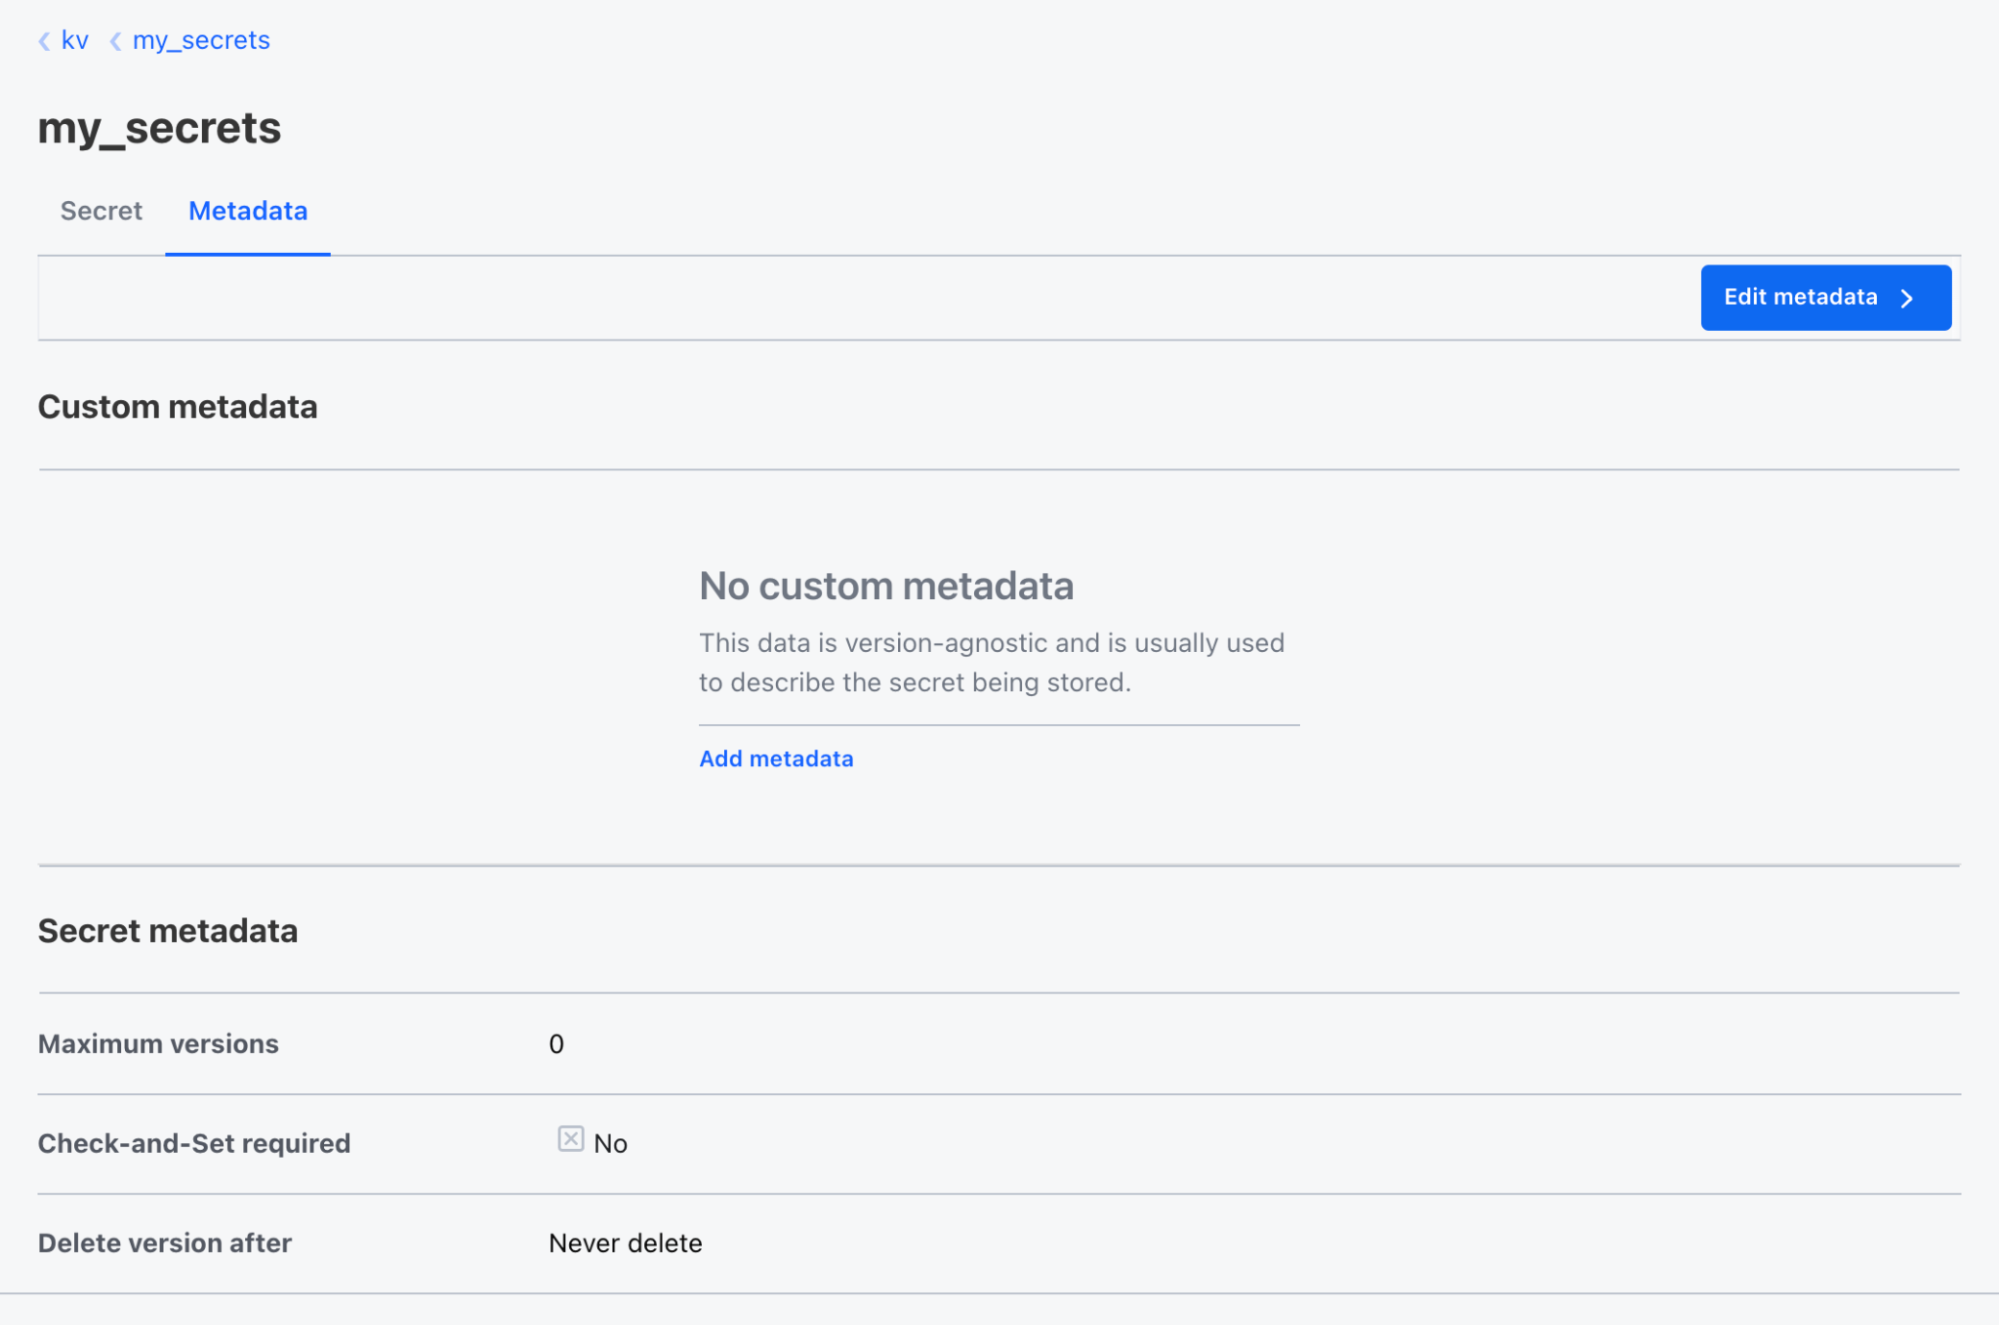 kv my_secrets
my_secrets
Secret Metadata
Edit metadata
Custom metadata
No custom metadata
This data is version-agnostic and is usually used
to describe the secret being stored.
Add metadata
Secret metadata
Maximum versions 0
Check-and-Set required No
Delete version after Never delete